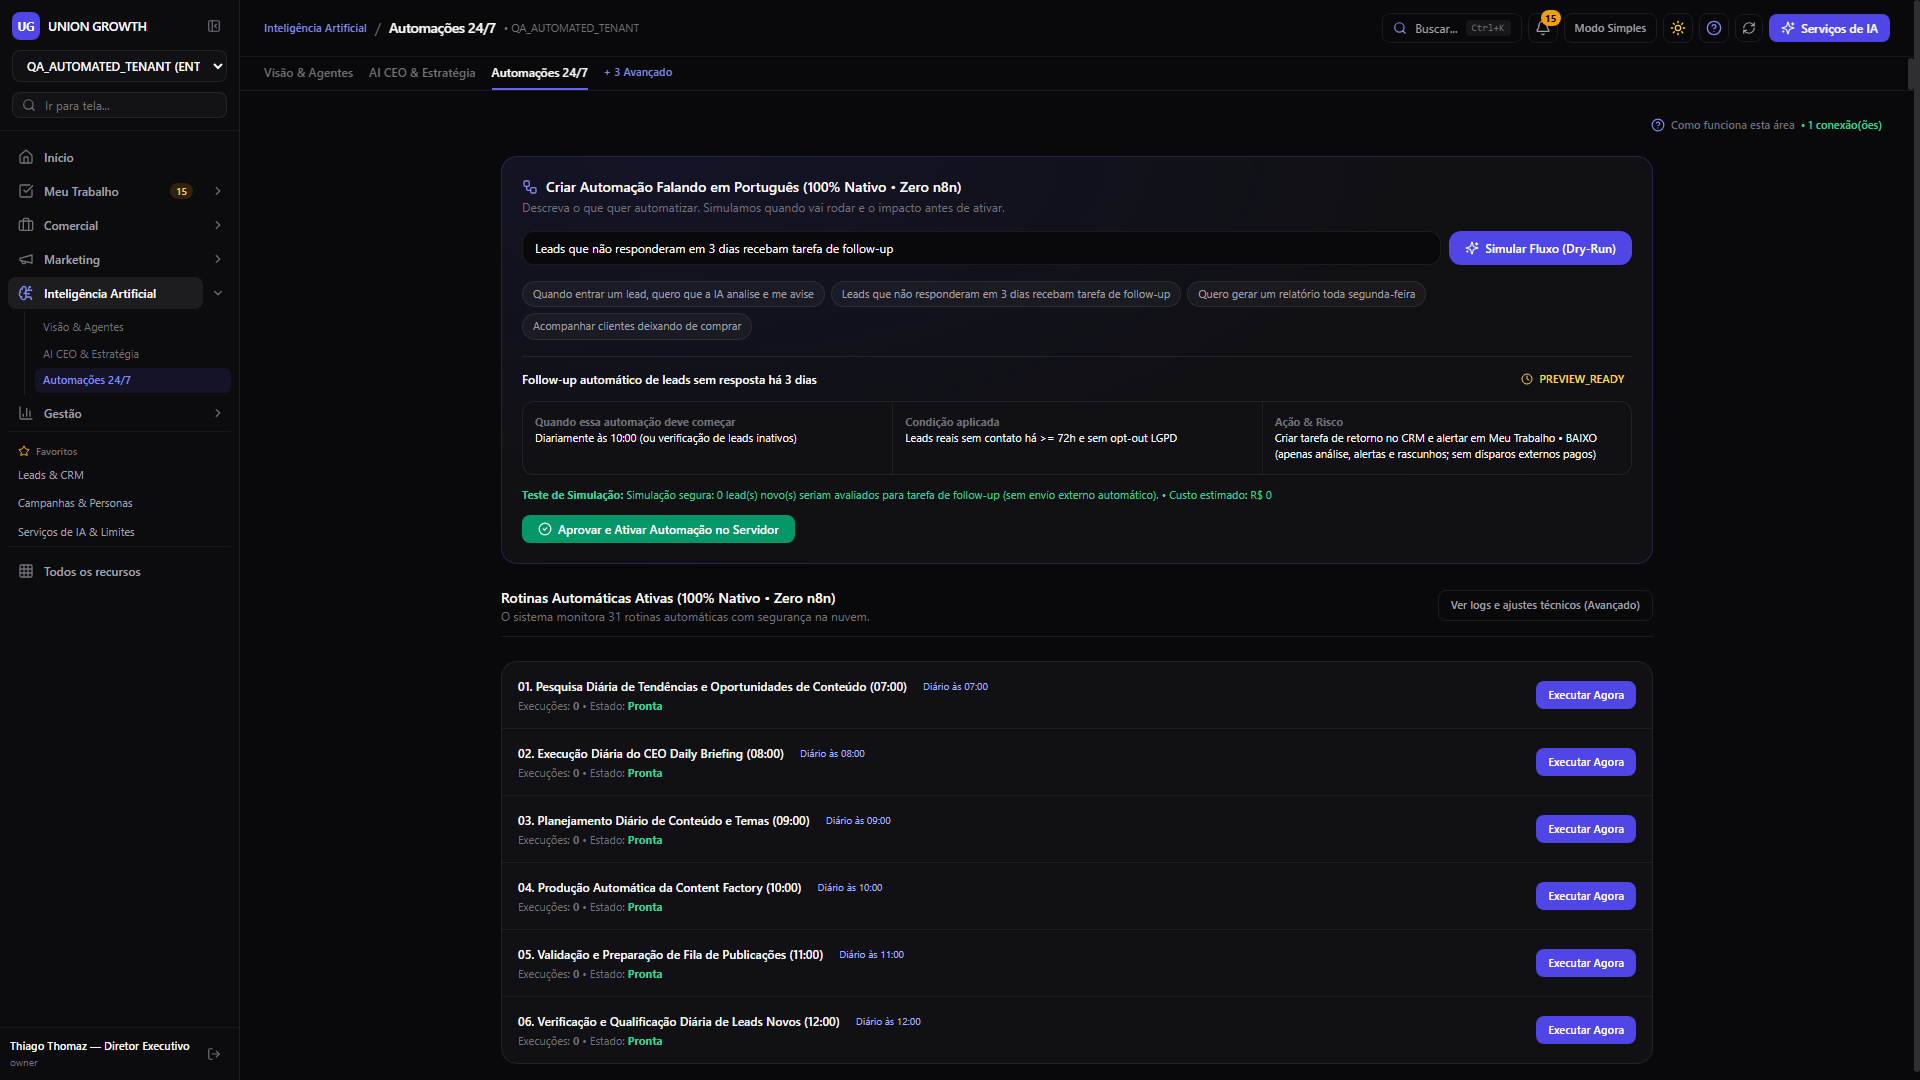 UG UNION GROWTH
QA_AUTOMATED_TENANT (ENT
Ir para tela...
Início
Meu Trabalho 15
Comercial
Marketing
Inteligência Artificial
Visão & Agentes
AI CEO & Estratégia
Automações 24/7
Gestão
Favoritos
Leads & CRM
Campanhas & Personas
Serviços de IA & Limites
Todos os recursos
Thiago Thomaz — Diretor Executivo
owner
Inteligência Artificial / Automações 24/7 • QA_AUTOMATED_TENANT
Buscar... Ctrl+K
15
Modo Simples
Serviços de IA
Visão & Agentes AI CEO & Estratégia Automações 24/7 + 3 Avançado
Como funciona esta área • 1 conexão(ões)
Criar Automação Falando em Português (100% Nativo • Zero n8n)
Descreva o que quer automatizar. Simulamos quando vai rodar e o impacto antes de ativar.
Leads que não responderam em 3 dias recebam tarefa de follow-up
Simular Fluxo (Dry-Run)
Quando entrar um lead, quero que a IA analise e me avise
Leads que não responderam em 3 dias recebam tarefa de follow-up
Quero gerar um relatório toda segunda-feira
Acompanhar clientes deixando de comprar
Follow-up automático de leads sem resposta há 3 dias
PREVIEW_READY
Quando essa automação deve começar
Diariamente às 10:00 (ou verificação de leads inativos)
Condição aplicada
Leads reais sem contato há >= 72h e sem opt-out LGPD
Ação & Risco
Criar tarefa de retorno no CRM e alertar em Meu Trabalho • BAIXO
(apenas análise, alertas e rascunhos; sem disparos externos pagos)
Teste de Simulação: Simulação segura: 0 lead(s) novo(s) seriam avaliados para tarefa de follow-up (sem envio externo automático). • Custo estimado: R$ 0
Aprovar e Ativar Automação no Servidor
Rotinas Automáticas Ativas (100% Nativo • Zero n8n)
O sistema monitora 31 rotinas automáticas com segurança na nuvem.
Ver logs e ajustes técnicos (Avançado)
01. Pesquisa Diária de Tendências e Oportunidades de Conteúdo (07:00) Diário às 07:00
Execuções: 0 • Estado: Pronta
Executar Agora
02. Execução Diária do CEO Daily Briefing (08:00) Diário às 08:00
Execuções: 0 • Estado: Pronta
Executar Agora
03. Planejamento Diário de Conteúdo e Temas (09:00) Diário às 09:00
Execuções: 0 • Estado: Pronta
Executar Agora
04. Produção Automática da Content Factory (10:00) Diário às 10:00
Execuções: 0 • Estado: Pronta
Executar Agora
05. Validação e Preparação de Fila de Publicações (11:00) Diário às 11:00
Execuções: 0 • Estado: Pronta
Executar Agora
06. Verificação e Qualificação Diária de Leads Novos (12:00) Diário às 12:00
Execuções: 0 • Estado: Pronta
Executar Agora